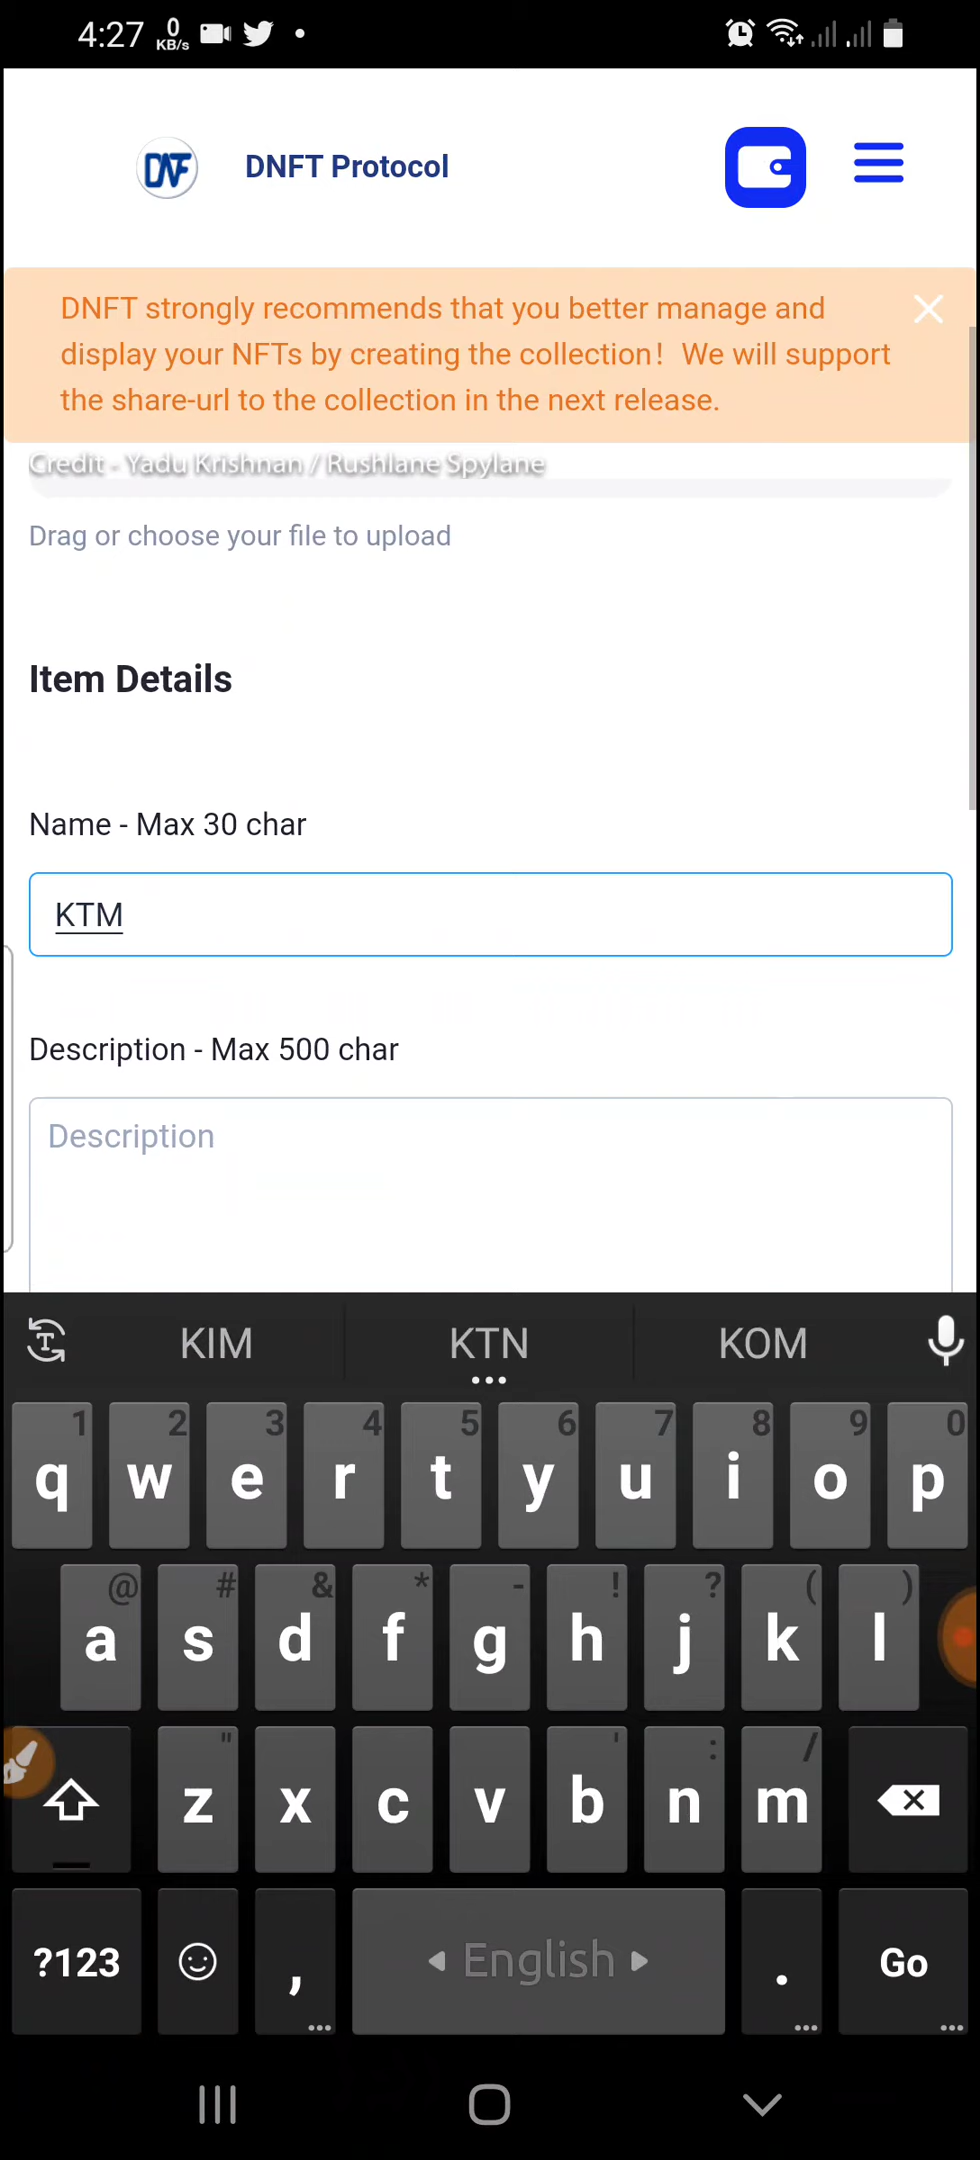 4:27 0 KB/s
DNF DNFT Protocol
DNFT strongly recommends that you better manage and
display your NFTs by creating the collection! We will support
the share-url to the collection in the next release.
Credit - Yadu Krishnan / Rushlane Spylane
Drag or choose your file to upload
Item Details
Name - Max 30 char
KTM
Description - Max 500 char
Description
T KIM KTN KOM
1 2 3 4 5 6 7 8 9 0
q w e r t y u i o p
@ # & * - ! ? ( )
a s d f g h j k l
" ' : /
z x c v b n m
?123 , English . Go